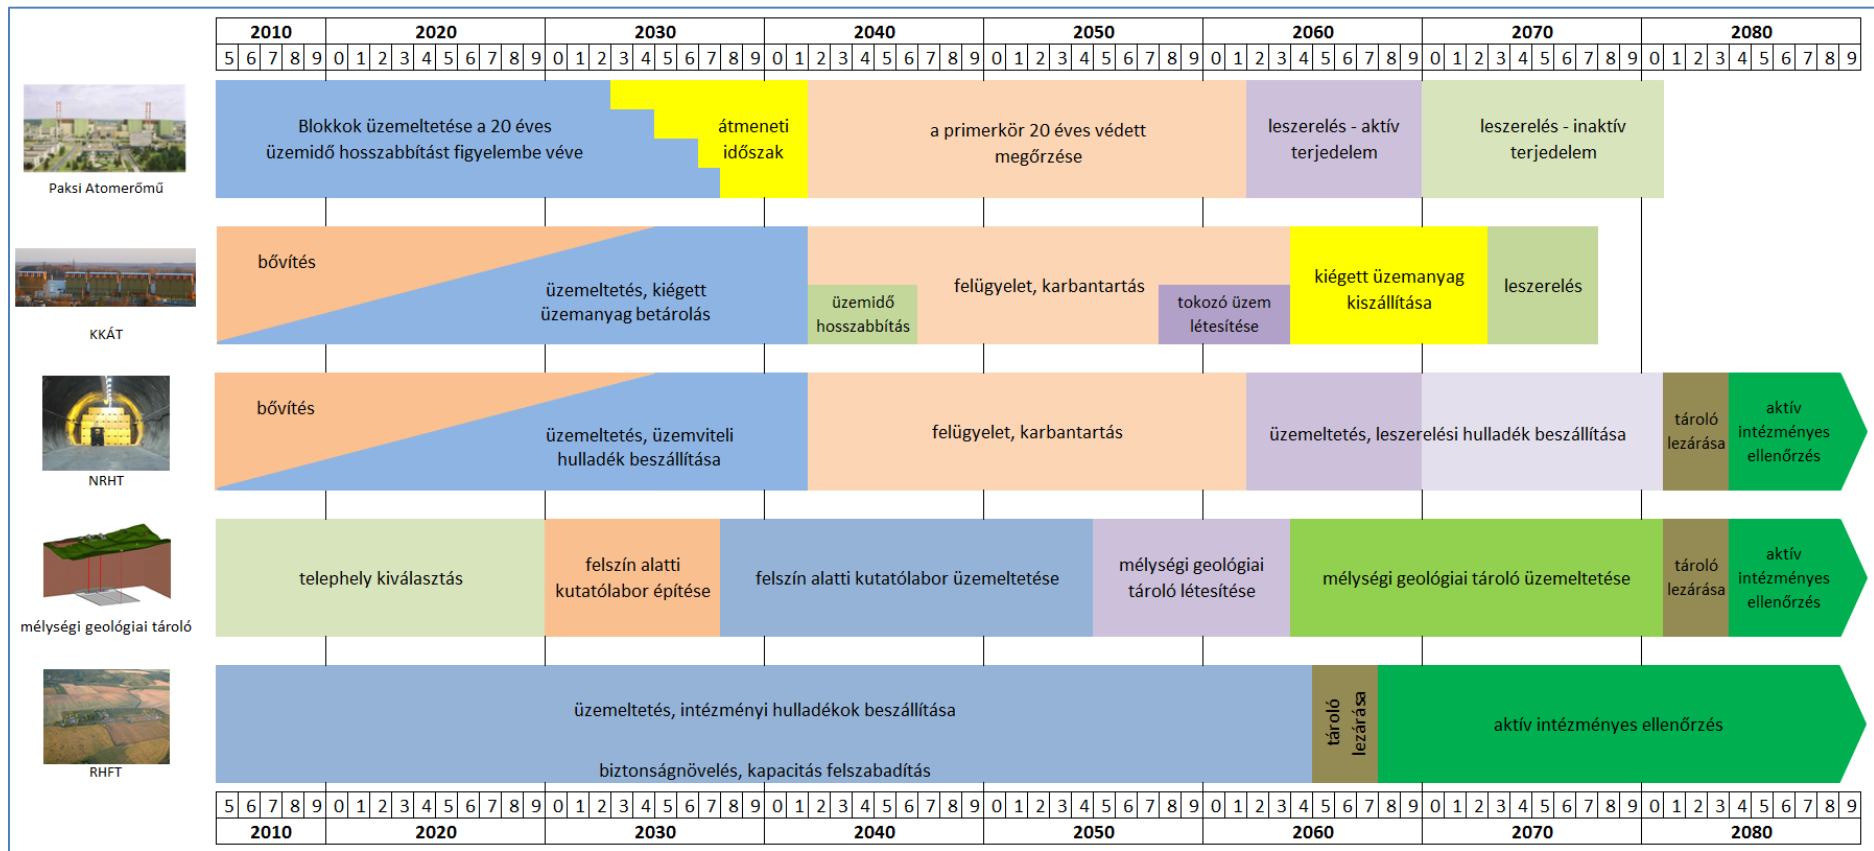 2010 2020 2030 2040 2050 2060 2070 2080
5 6 7 8 9 0 1 2 3 4 5 6 7 8 9 0 1 2 3 4 5 6 7 8 9 0 1 2 3 4 5 6 7 8 9 0 1 2 3 4 5 6 7 8 9 0 1 2 3 4 5 6 7 8 9 0 1 2 3 4 5 6 7 8 9 0 1 2 3 4 5 6 7 8 9
Paksi Atomerőmű
Blokkok üzemeltetése a 20 éves
üzemidő hosszabbítást figyelembe véve
átmeneti
időszak
a primerkör 20 éves védett
megőrzése
leszerelés - aktív
terjedelem
leszerelés - inaktív
terjedelem
KKÁT
bővítés
üzemeltetés, kiégett
üzemanyag betárolás
üzemidő
hosszabbítás
felügyelet, karbantartás
tokozó üzem
létesítése
kiégett üzemanyag
kiszállítása
leszerelés
NRHT
bővítés
üzemeltetés, üzemviteli
hulladék beszállítása
felügyelet, karbantartás
üzemeltetés, leszerelési hulladék beszállítása
tároló
lezárása
aktív
intézményes
ellenőrzés
mélységi geológiai tároló
telephely kiválasztás
felszín alatti
kutatólabor építése
felszín alatti kutatólabor üzemeltetése
mélységi geológiai
tároló létesítése
mélységi geológiai tároló üzemeltetése
tároló
lezárása
aktív
intézményes
ellenőrzés
RHFT
üzemeltetés, intézményi hulladékok beszállítása
biztonságnövelés, kapacitás felszabadítás
tároló
lezárása
aktív intézményes ellenőrzés
5 6 7 8 9 0 1 2 3 4 5 6 7 8 9 0 1 2 3 4 5 6 7 8 9 0 1 2 3 4 5 6 7 8 9 0 1 2 3 4 5 6 7 8 9 0 1 2 3 4 5 6 7 8 9 0 1 2 3 4 5 6 7 8 9 0 1 2 3 4 5 6 7 8 9
2010 2020 2030 2040 2050 2060 2070 2080